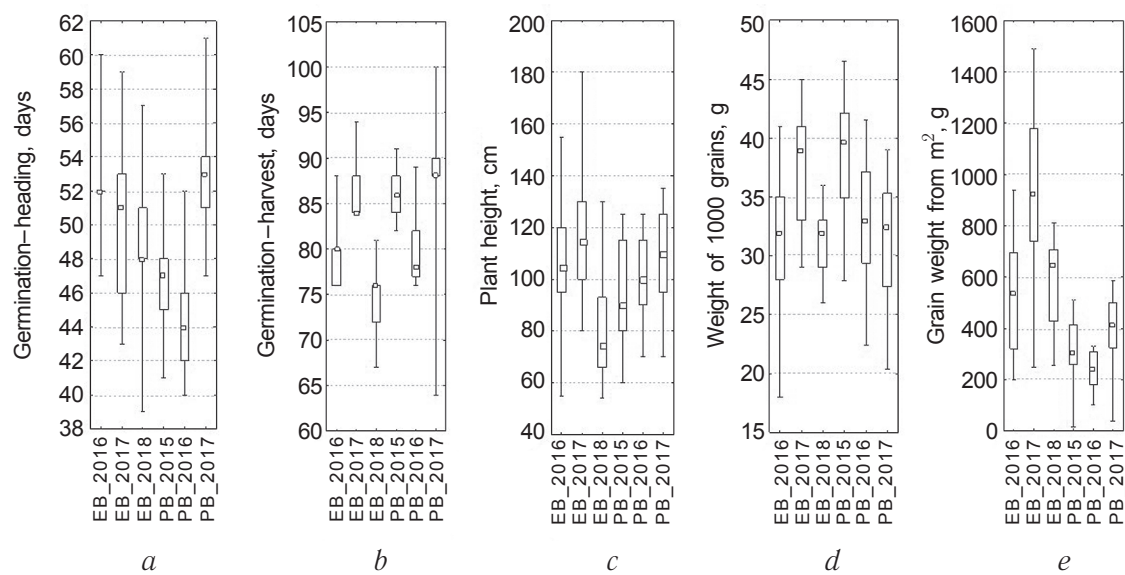 Germination–heading, days
62
60
58
56
54
52
50
48
46
44
42
40
38
EB_2016
EB_2017
EB_2018
PB_2015
PB_2016
PB_2017
a
Germination–harvest, days
105
100
95
90
85
80
75
70
65
60
EB_2016
EB_2017
EB_2018
PB_2015
PB_2016
PB_2017
b
Plant height, cm
200
180
160
140
120
100
80
60
40
EB_2016
EB_2017
EB_2018
PB_2015
PB_2016
PB_2017
c
Weight of 1000 grains, g
50
45
40
35
30
25
20
15
EB_2016
EB_2017
EB_2018
PB_2015
PB_2016
PB_2017
d
Grain weight from m², g
1600
1400
1200
1000
800
600
400
200
0
EB_2016
EB_2017
EB_2018
PB_2015
PB_2016
PB_2017
e